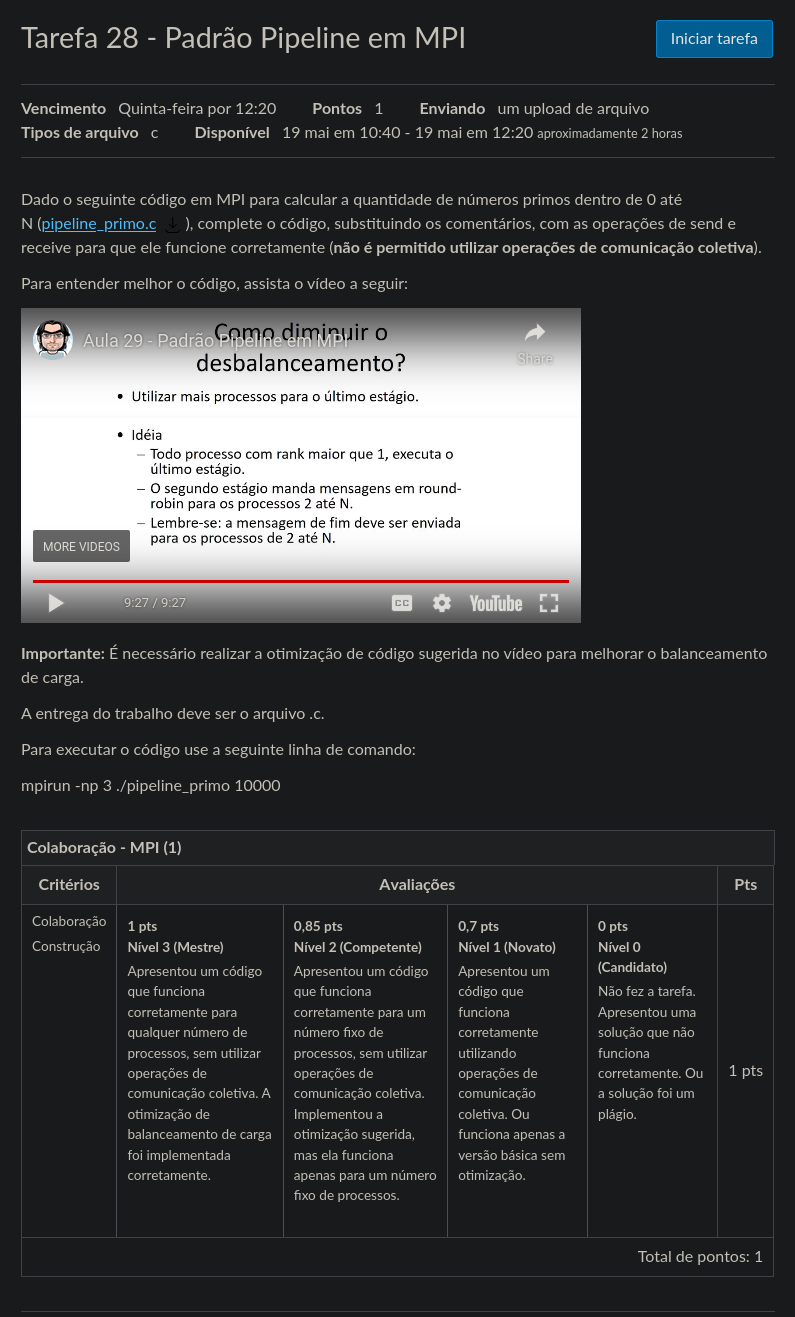 Tarefa 28 - Padrão Pipeline em MPI
Iniciar tarefa
Vencimento Quinta-feira por 12:20 Pontos 1 Enviando um upload de arquivo
Tipos de arquivo c Disponível 19 mai em 10:40 - 19 mai em 12:20 aproximadamente 2 horas
Dado o seguinte código em MPI para calcular a quantidade de números primos dentro de 0 até
N (pipeline_primo.c ), complete o código, substituindo os comentários, com as operações de send e
receive para que ele funcione corretamente (não é permitido utilizar operações de comunicação coletiva).
Para entender melhor o código, assista o vídeo a seguir:
Aula 29 - Padrão Pipeline em MPI
Share
Como diminuir o
desbalanceamento?
• Utilizar mais processos para o último estágio.
• Idéia
– Todo processo com rank maior que 1, executa o
último estágio.
– O segundo estágio manda mensagens em round-
robin para os processos 2 até N.
– Lembre-se: a mensagem de fim deve ser enviada
para os processos de 2 até N.
MORE VIDEOS
9:27 / 9:27
CC
YouTube
Importante: É necessário realizar a otimização de código sugerida no vídeo para melhorar o balanceamento
de carga.
A entrega do trabalho deve ser o arquivo .c.
Para executar o código use a seguinte linha de comando:
mpirun -np 3 ./pipeline_primo 10000
Colaboração - MPI (1)
Critérios
Avaliações
Pts
Colaboração
Construção
1 pts
Nível 3 (Mestre)
Apresentou um código
que funciona
corretamente para
qualquer número de
processos, sem utilizar
operações de
comunicação coletiva. A
otimização de
balanceamento de carga
foi implementada
corretamente.
0,85 pts
Nível 2 (Competente)
Apresentou um código
que funciona
corretamente para um
número fixo de
processos, sem utilizar
operações de
comunicação coletiva.
Implementou a
otimização sugerida,
mas ela funciona
apenas para um número
fixo de processos.
0,7 pts
Nível 1 (Novato)
Apresentou um
código que
funciona
corretamente
utilizando
operações de
comunicação
coletiva. Ou
funciona apenas a
versão básica sem
otimização.
0 pts
Nível 0
(Candidato)
Não fez a tarefa.
Apresentou uma
solução que não
funciona
corretamente. Ou
a solução foi um
plágio.
1 pts
Total de pontos: 1